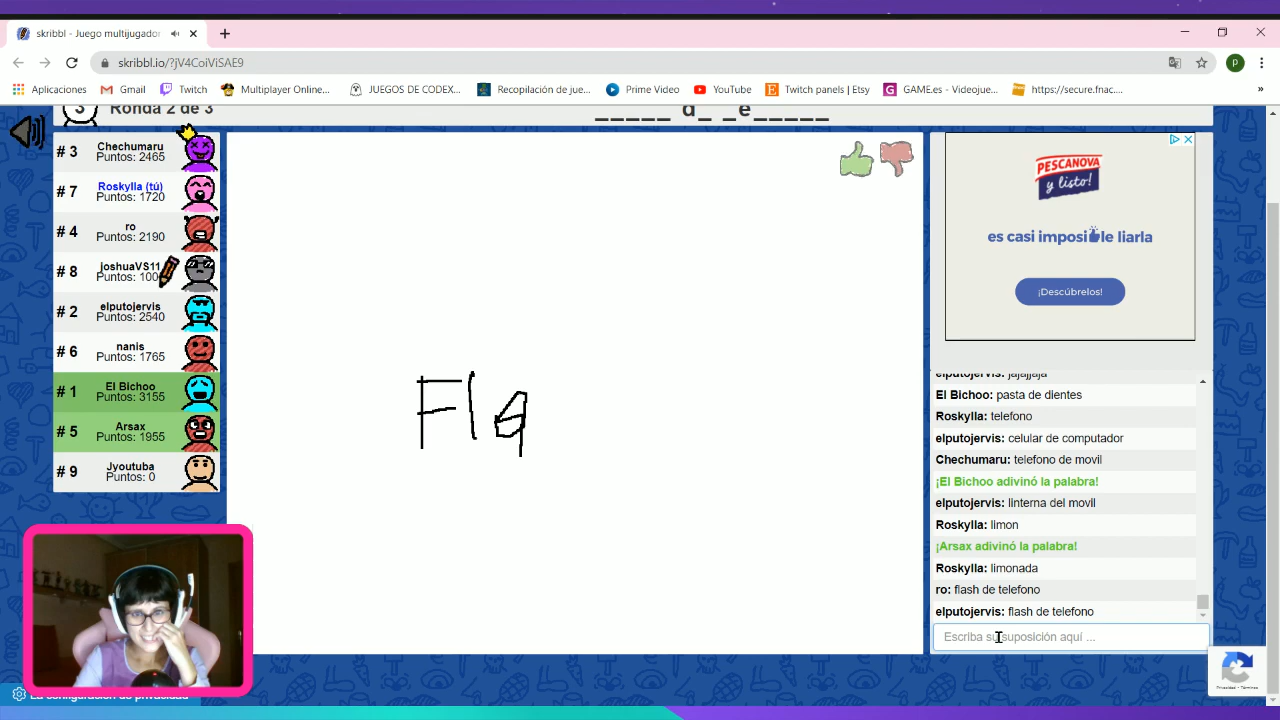 skribbl - Juego multijugador
skribbl.io/?jV4CoiViSAE9
P
Aplicaciones
Gmail
Twitch
Multiplayer Online...
JUEGOS DE CODEX...
Recopilación de jue...
Prime Video
YouTube
Twitch panels | Etsy
GAME.es - Videojue...
https://secure.fnac....
»
3
Ronda 2 de 3
_____ d_ _e_____
# 3
Chechumaru
Puntos: 2465
# 7
Roskylla (tú)
Puntos: 1720
# 4
ro
Puntos: 2190
# 8
joshuaVS11
Puntos: 100
# 2
elputojervis
Puntos: 2540
# 6
nanis
Puntos: 1765
# 1
El Bichoo
Puntos: 3155
# 5
Arsax
Puntos: 1955
# 9
Jyoutuba
Puntos: 0
Fla
PESCANOVA
y listo!
es casi imposible liarla
¡Descúbrelos!
elputojervis: jajajjaja
El Bichoo: pasta de dientes
Roskylla: telefono
elputojervis: celular de computador
Chechumaru: telefono de movil
¡El Bichoo adivinó la palabra!
elputojervis: linterna del movil
Roskylla: limon
¡Arsax adivinó la palabra!
Roskylla: limonada
ro: flash de telefono
elputojervis: flash de telefono
Escriba su suposición aquí ...
La configuración de privacidad
Privacidad - Términos